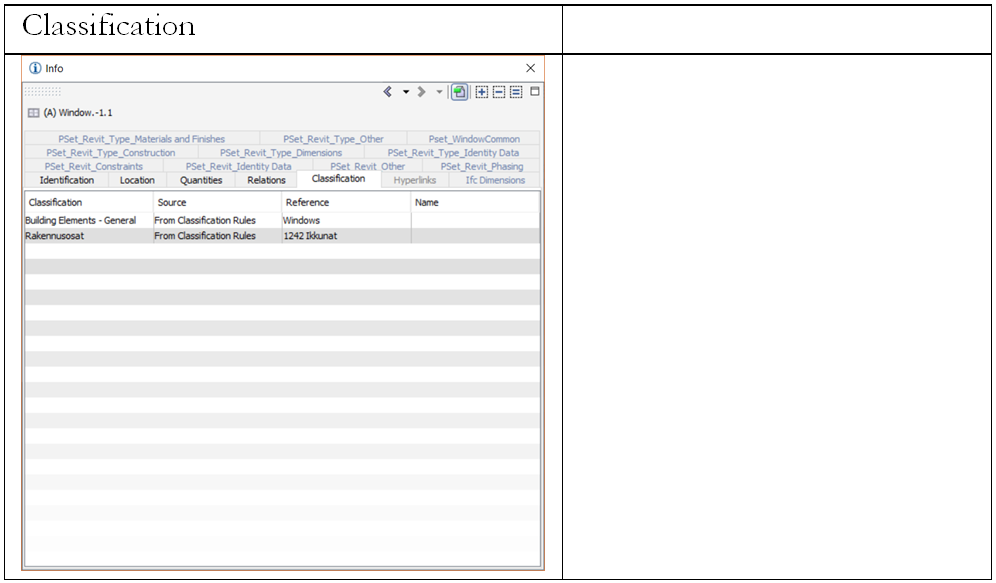 Classification
Info
(A) Window.-1.1
PSet_Revit_Type_Materials and Finishes PSet_Revit_Type_Other Pset_WindowCommon
PSet_Revit_Type_Construction PSet_Revit_Type_Dimensions PSet_Revit_Type_Identity Data
PSet_Revit_Constraints PSet_Revit_Identity Data PSet_Revit_Other PSet_Revit_Phasing
Identification Location Quantities Relations Classification Hyperlinks Ifc Dimensions
Classification Source Reference Name
Building Elements - General From Classification Rules Windows
Rakennusosat From Classification Rules 1242 Ikkunat